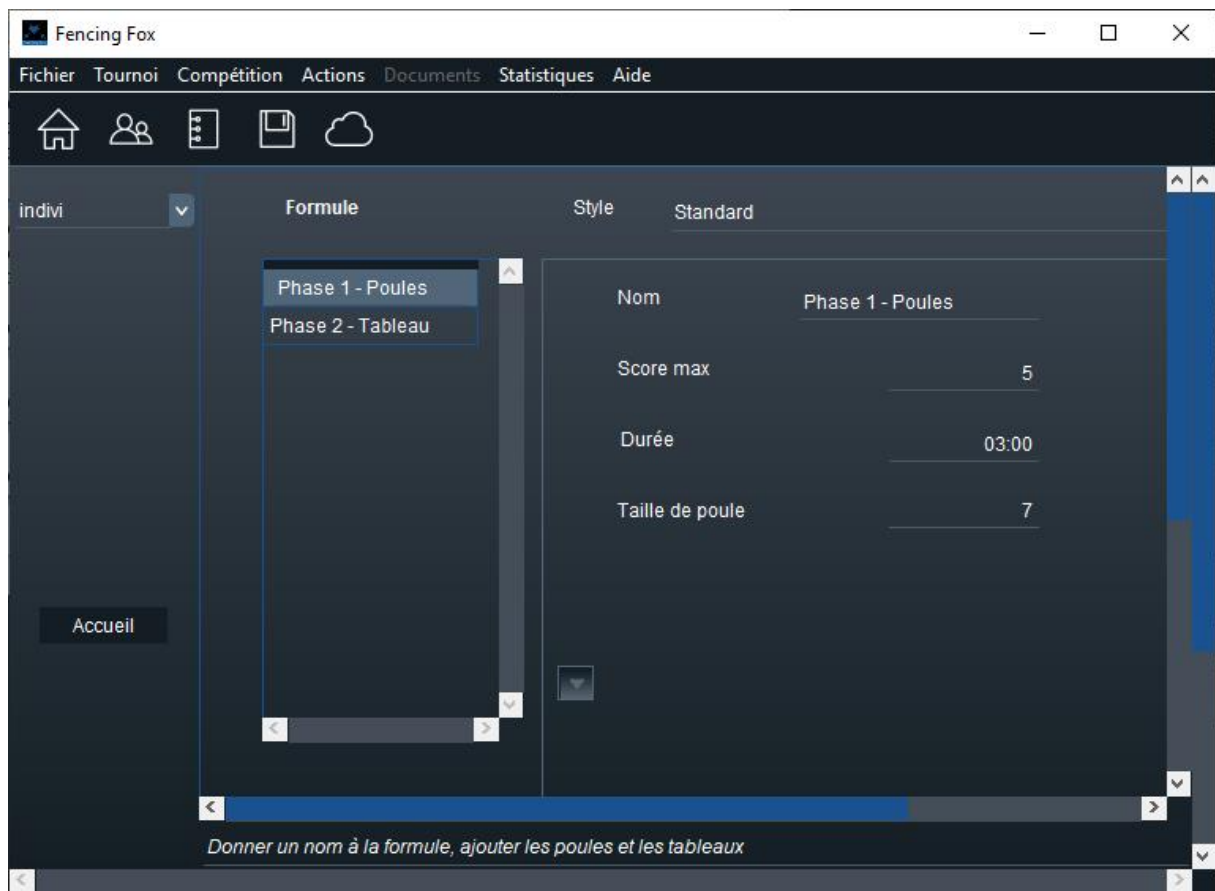 Fencing Fox
Fichier Tournoi Compétition Actions Documents Statistiques Aide
indivi
Formule
Style
Standard
Phase 1 - Poules
Phase 2 - Tableau
Nom
Phase 1 - Poules
Score max
5
Durée
03:00
Taille de poule
7
Accueil
Donner un nom à la formule, ajouter les poules et les tableaux